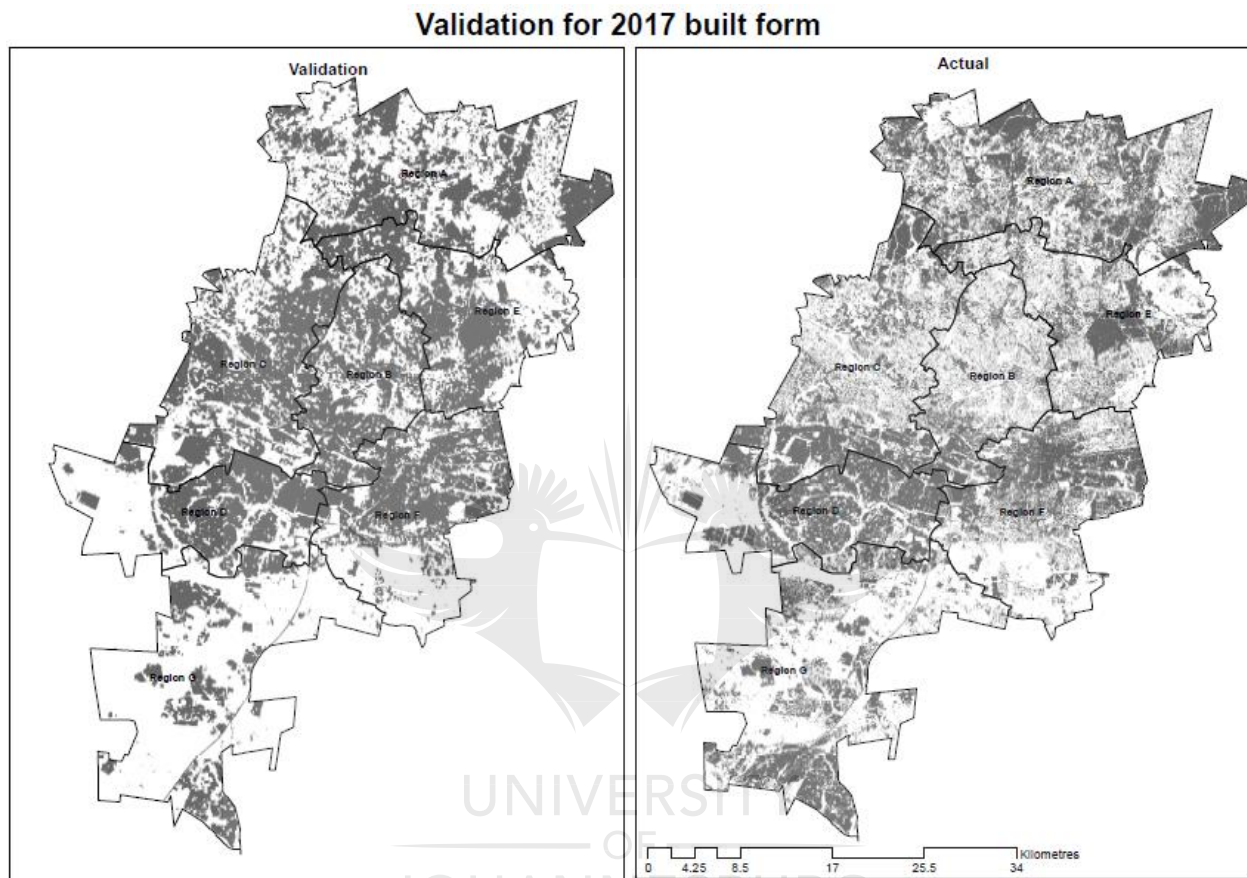 Validation for 2017 built form
Validation
Region A
Region E
Region C
Region B
Region D
Region F
Region G
Actual
Region A
Region E
Region C
Region B
Region D
Region F
Region G
Kilometres
0 4.25 8.5 17 25.5 34
UNIVERSITY
OF
JOHANNESBURG